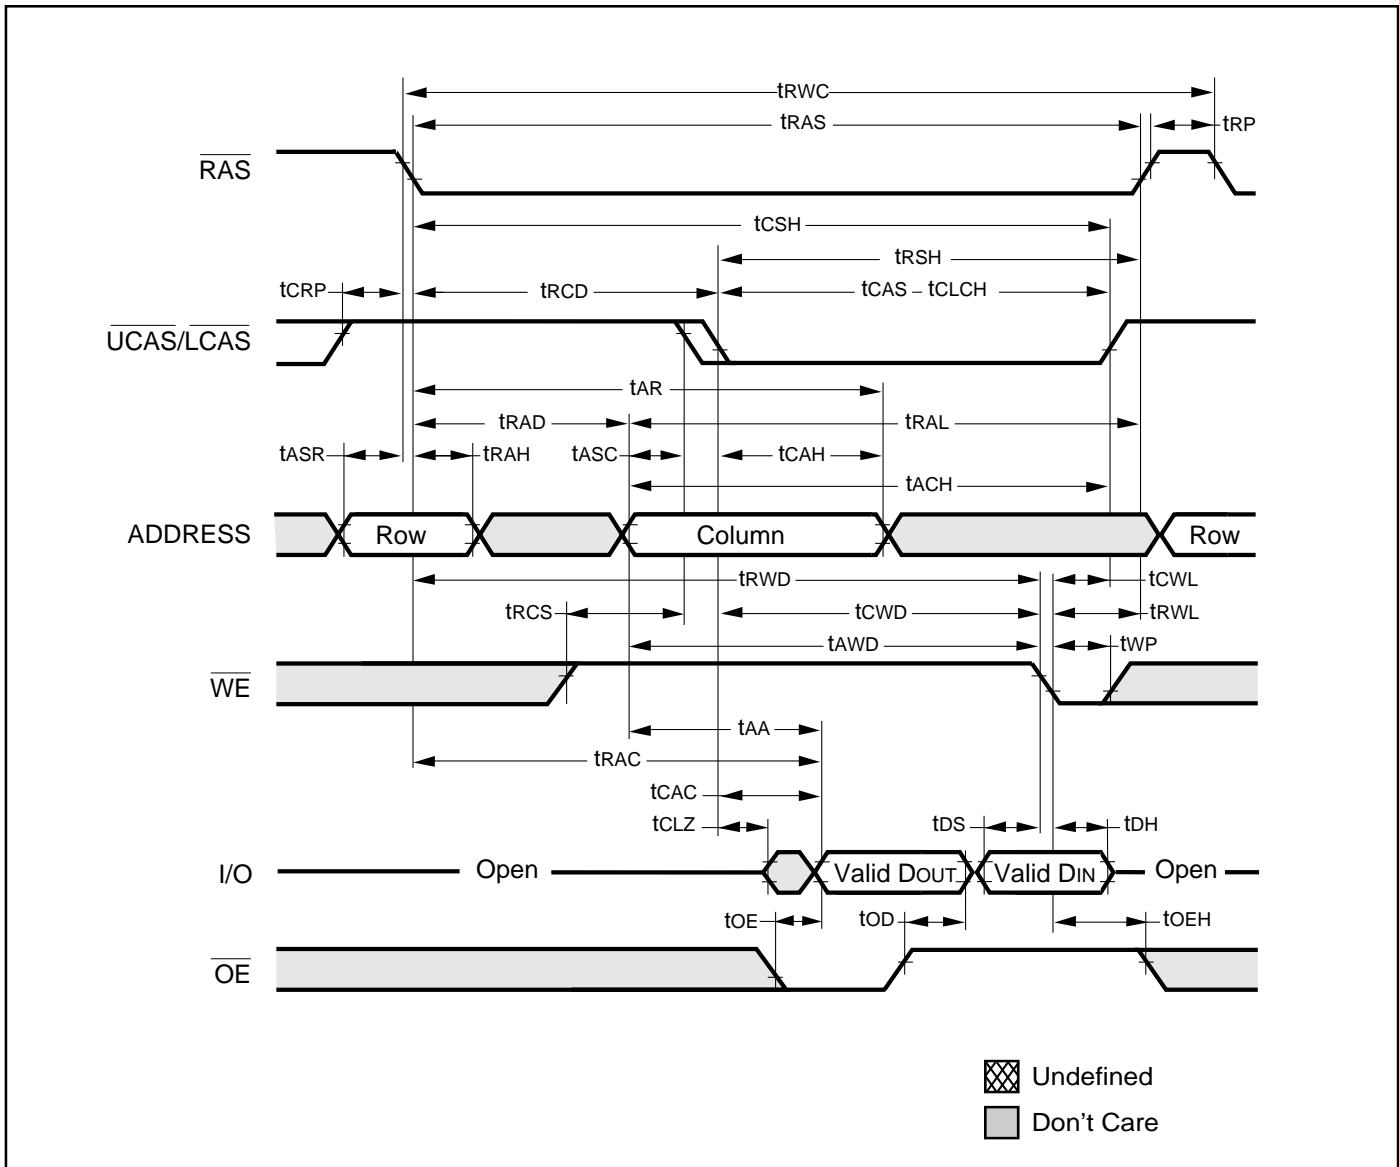 tRWC
tRAS
tRP
RAS
tCSH
tRSH
tCRP
tRCD
tCAS - tCLCH
UCAS/LCAS
tAR
tRAD
tRAL
tASR
tRAH
tASC
tCAH
tACH
ADDRESS
Row
Column
Row
tRWD
tCWL
tRCS
tCWD
tRWL
tAWD
tWP
WE
tAA
tRAC
tCAC
tCLZ
tDS
tDH
I/O
Open
Valid DOUT
Valid DIN
Open
tOE
tOD
tOEH
OE
Undefined
Don't Care